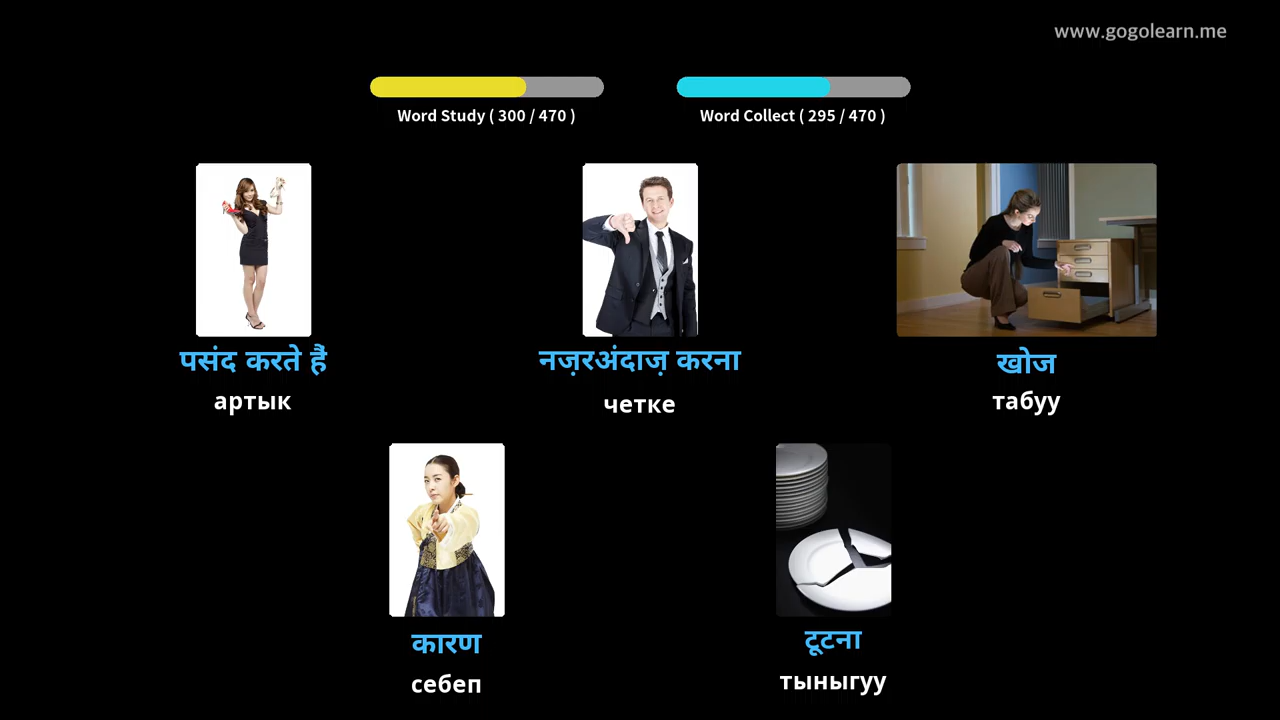 www.gogolearn.me
Word Study ( 300 / 470 )
Word Collect ( 295 / 470 )
पसंद करते हैं
артык
नज़रअंदाज़ करना
четке
खोज
табуу
कारण
себеп
टूटना
тыныгуу